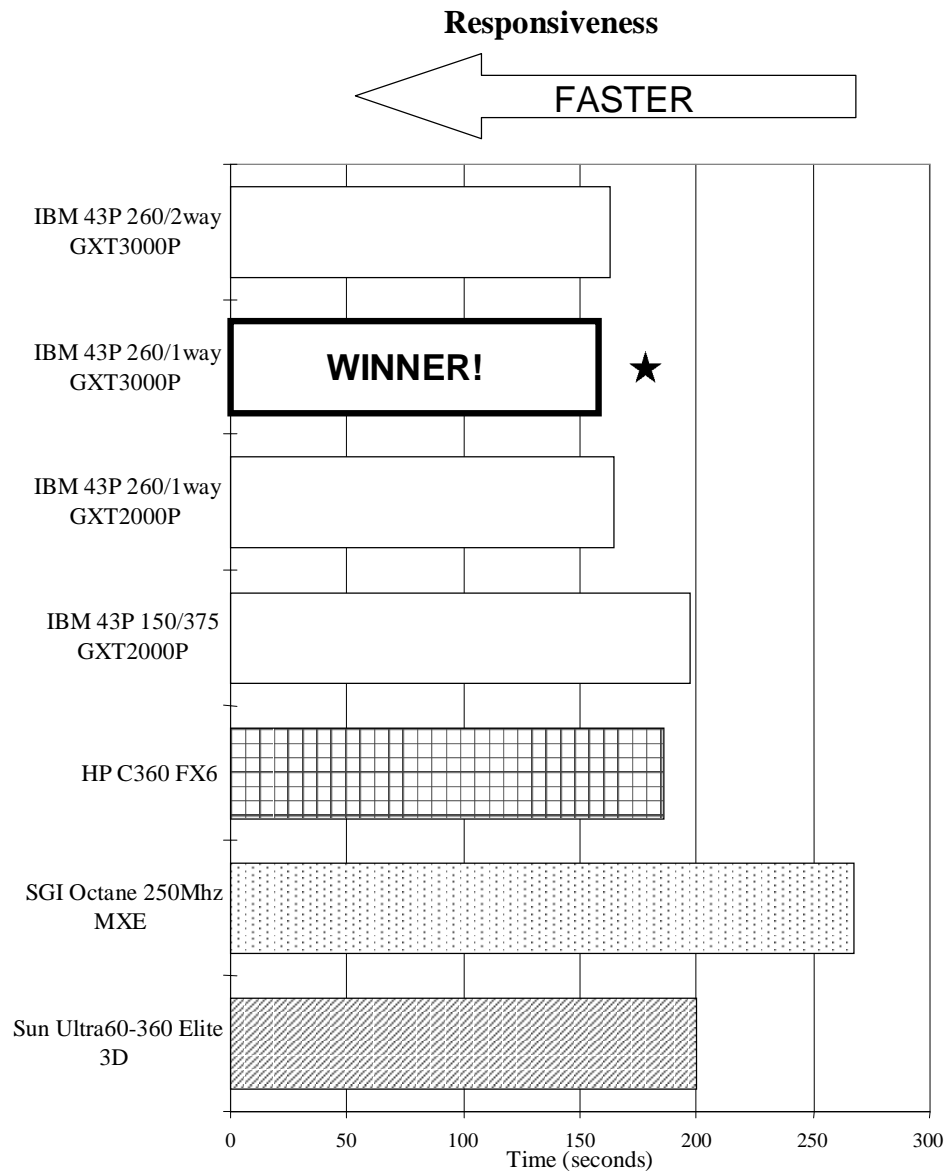 Responsiveness
FASTER
IBM 43P 260/2way
GXT3000P
IBM 43P 260/1way
GXT3000P
WINNER!
IBM 43P 260/1way
GXT2000P
IBM 43P 150/375
GXT2000P
HP C360 FX6
SGI Octane 250Mhz
MXE
Sun Ultra60-360 Elite
3D
0 50 100 150 200 250 300
Time (seconds)